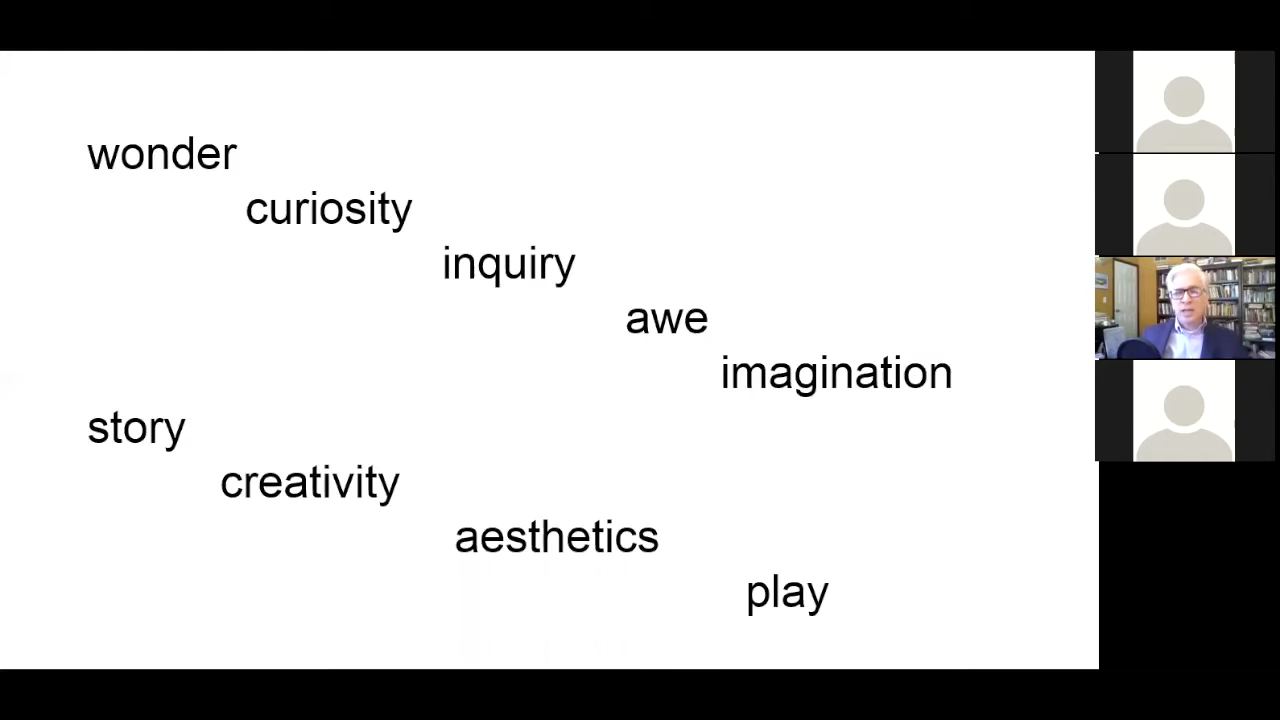 wonder
curiosity
inquiry
awe
imagination
story
creativity
aesthetics
play